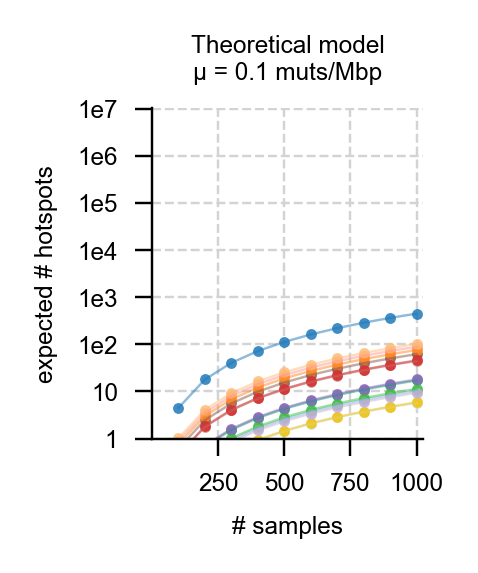 Theoretical model
μ = 0.1 muts/Mbp
expected # hotspots
1e7
1e6
1e5
1e4
1e3
1e2
10
1
250 500 750 1000
# samples